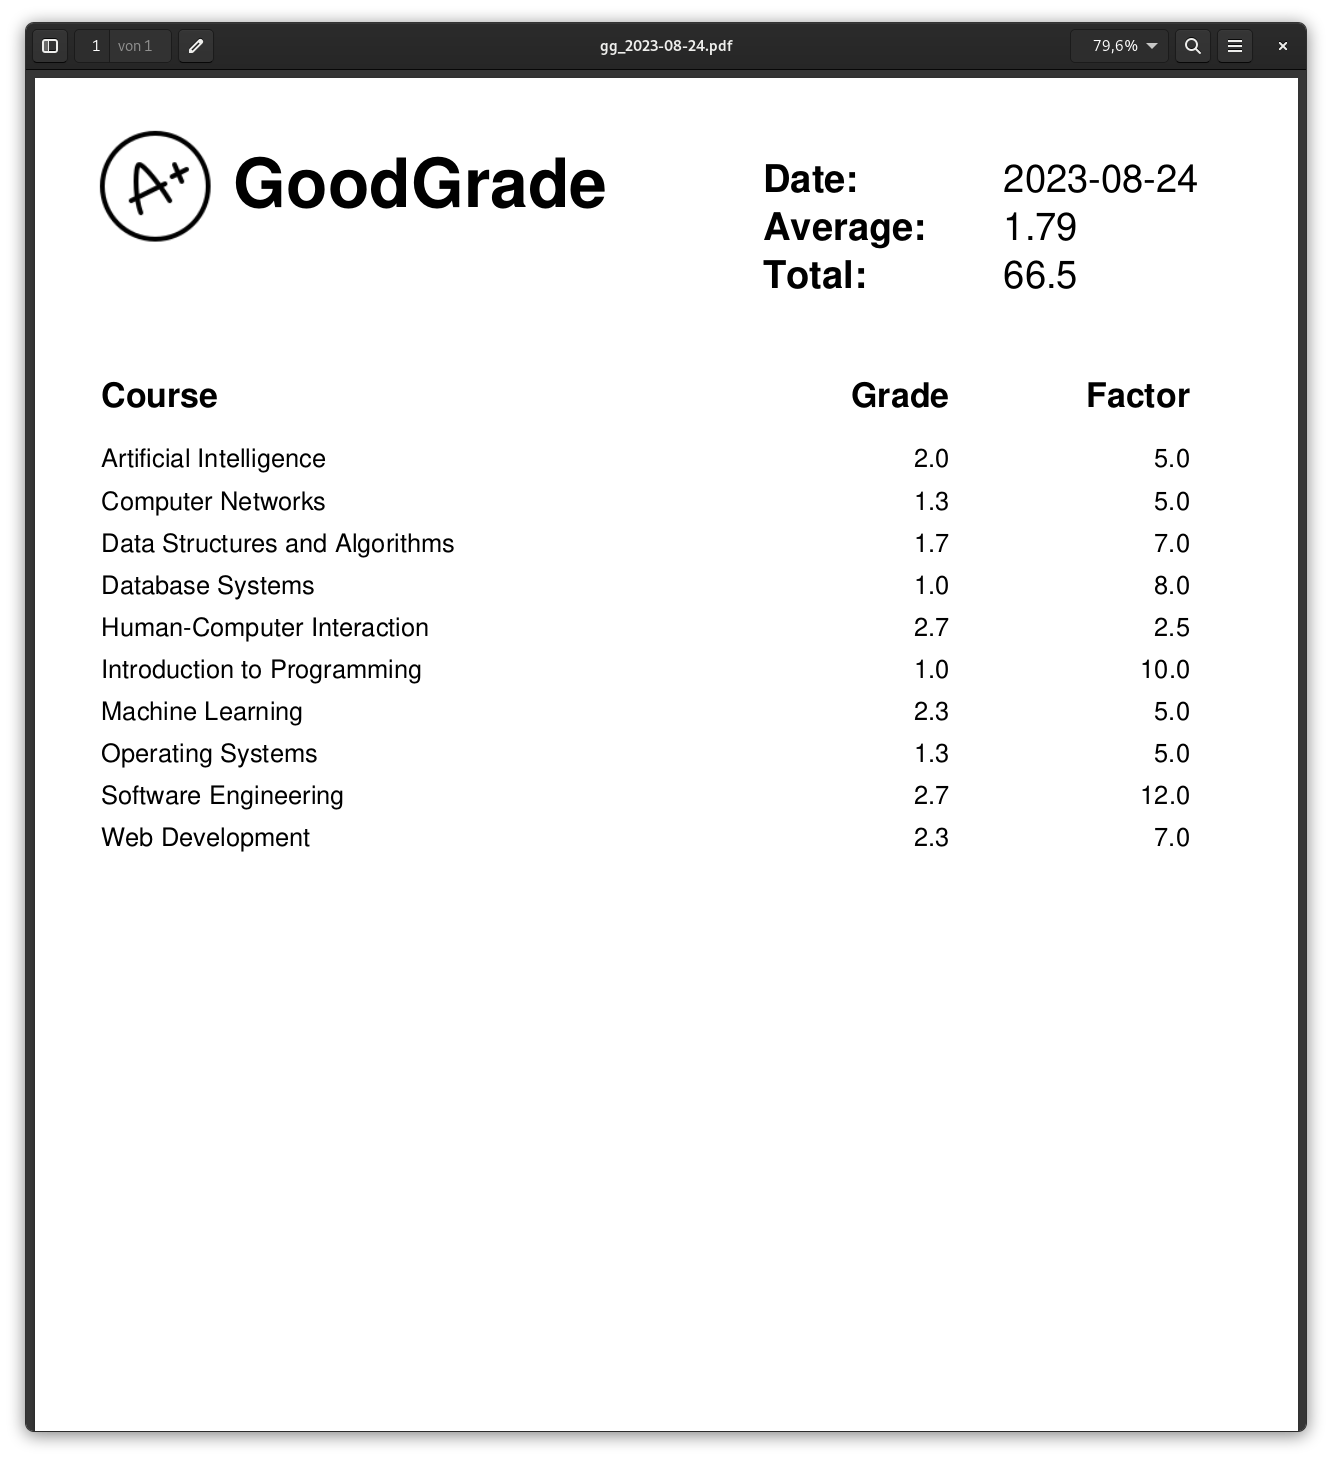 1 von 1 gg_2023-08-24.pdf 79,6%
A+ GoodGrade
Date: 2023-08-24
Average: 1.79
Total: 66.5
Course Grade Factor
Artificial Intelligence 2.0 5.0
Computer Networks 1.3 5.0
Data Structures and Algorithms 1.7 7.0
Database Systems 1.0 8.0
Human-Computer Interaction 2.7 2.5
Introduction to Programming 1.0 10.0
Machine Learning 2.3 5.0
Operating Systems 1.3 5.0
Software Engineering 2.7 12.0
Web Development 2.3 7.0